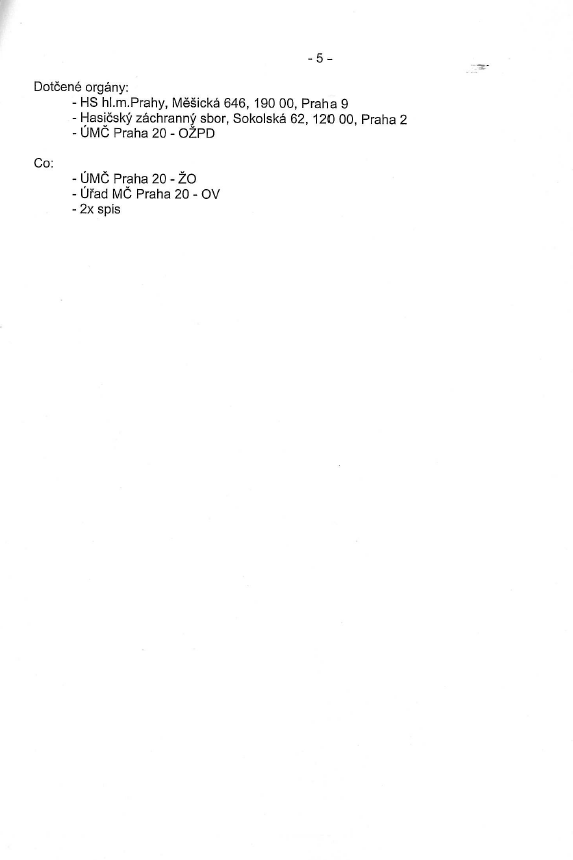 - 5 -
Dotčené orgány:
- HS hl.m.Prahy, Měšická 646, 190 00, Praha 9
- Hasičský záchranný sbor, Sokolská 62, 120 00, Praha 2
- ÚMČ Praha 20 - OŽPD
Co:
- ÚMČ Praha 20 - ŽO
- Úřad MČ Praha 20 - OV
- 2x spis